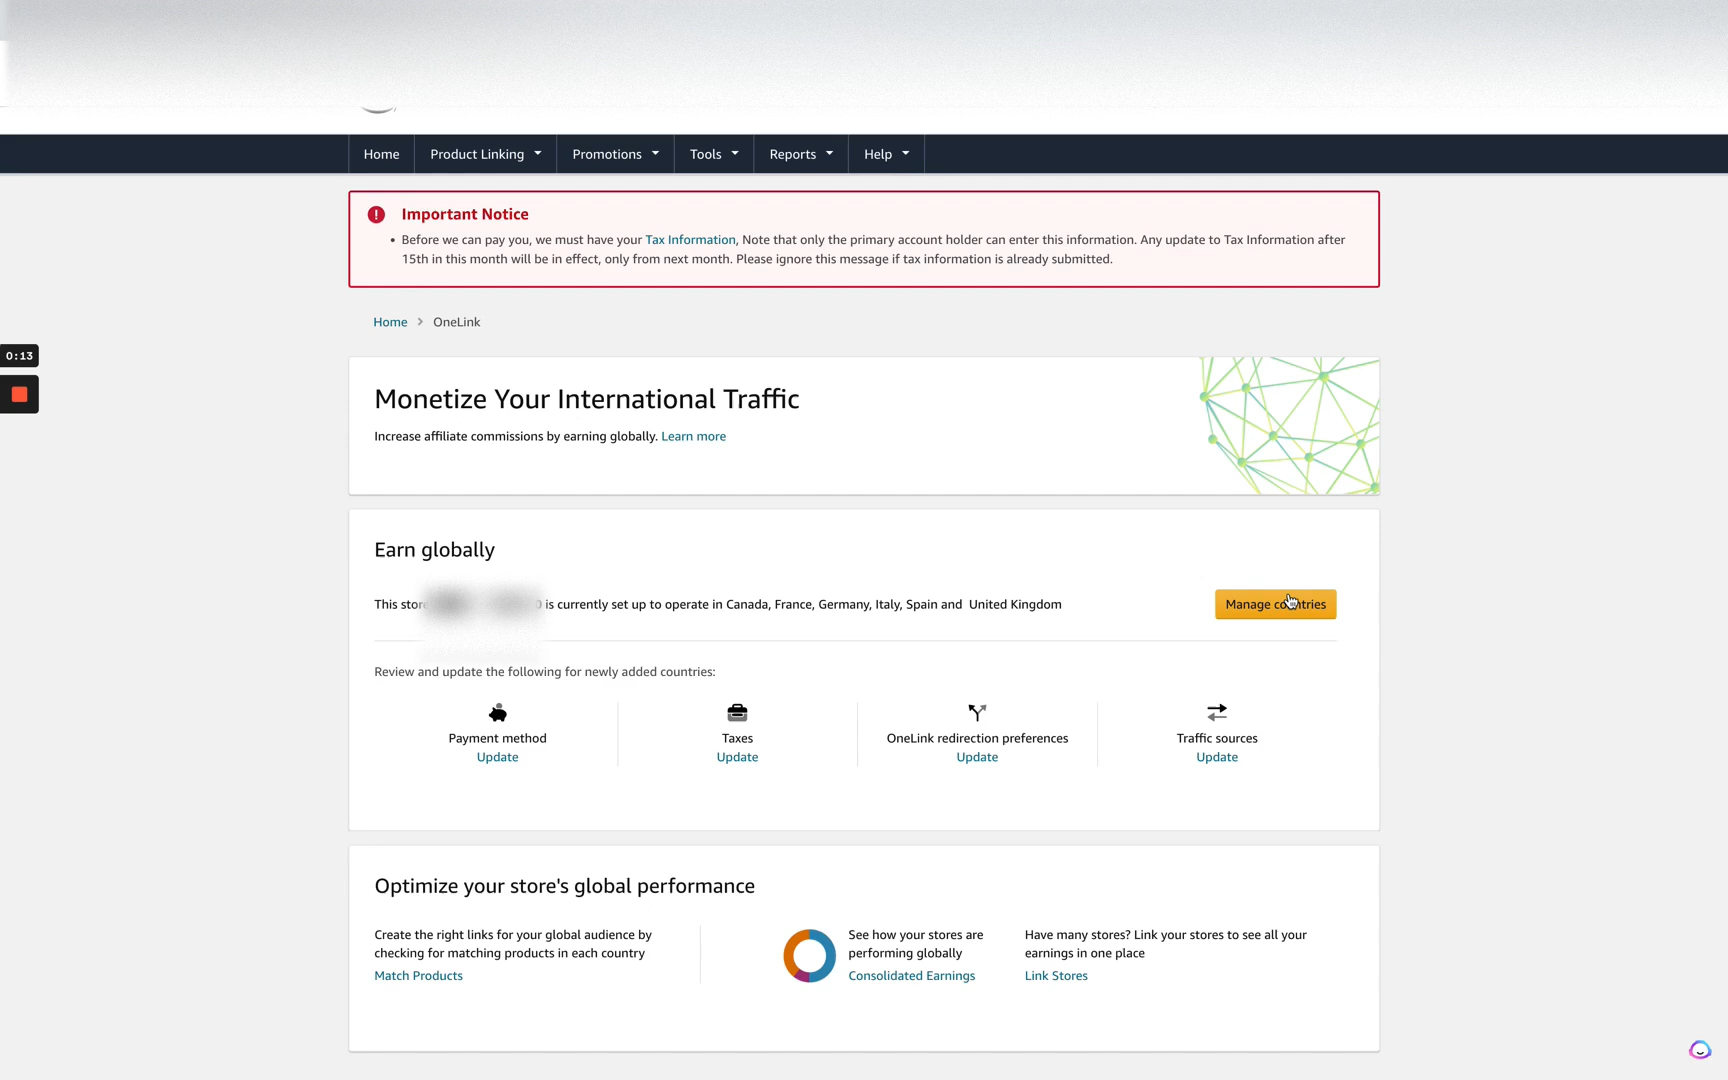 Home Product Linking Promotions Tools Reports Help
Important Notice
• Before we can pay you, we must have your Tax Information, Note that only the primary account holder can enter this information. Any update to Tax Information after
15th in this month will be in effect, only from next month. Please ignore this message if tax information is already submitted.
Home > OneLink
0:13
Monetize Your International Traffic
Increase affiliate commissions by earning globally. Learn more
Earn globally
This store is currently set up to operate in Canada, France, Germany, Italy, Spain and United Kingdom
Manage countries
Review and update the following for newly added countries:
Payment method
Update
Taxes
Update
OneLink redirection preferences
Update
Traffic sources
Update
Optimize your store's global performance
Create the right links for your global audience by
checking for matching products in each country
Match Products
See how your stores are
performing globally
Consolidated Earnings
Have many stores? Link your stores to see all your
earnings in one place
Link Stores